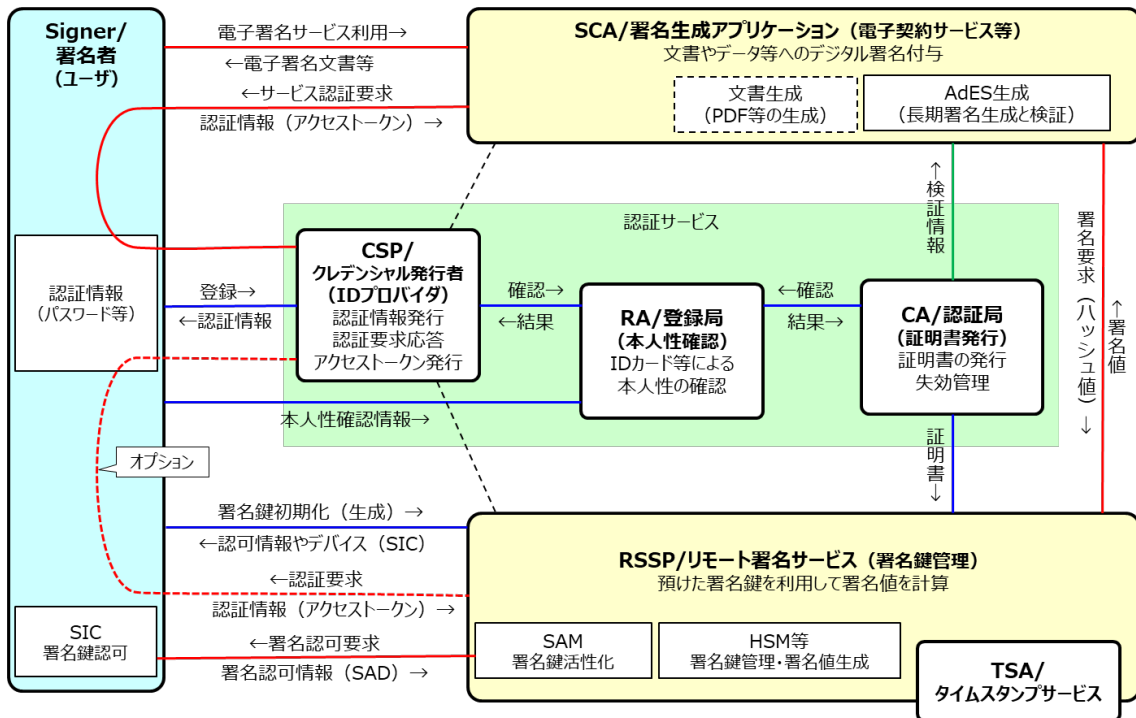 Signer/
署名者
(ユーザ)
電子署名サービス利用→
←電子署名文書等
←サービス認証要求
認証情報（アクセストークン）→
SCA/署名生成アプリケーション（電子契約サービス等）
文書やデータ等へのデジタル署名付与
文書生成
（PDF等の生成）
AdES生成
（長期署名生成と検証）
↑検証情報
署名要求（ハッシュ値）→
↑署名値
認証サービス
認証情報
（パスワード等）
登録→
←認証情報
CSP/
クレデンシャル発行者
（IDプロバイダ）
認証情報発行
認証要求応答
アクセストークン発行
確認→
←結果
RA/登録局
（本人性確認）
IDカード等による
本人性の確認
←確認
結果→
CA/認証局
（証明書発行）
証明書の発行
失効管理
本人性確認情報→
証明書→
オプション
署名鍵初期化（生成）→
←認可情報やデバイス（SIC）
←認証要求
認証情報（アクセストークン）→
SIC
署名鍵認可
←署名認可要求
署名認可情報（SAD）→
RSSP/リモート署名サービス（署名鍵管理）
預けた署名鍵を利用して署名値を計算
SAM
署名鍵活性化
HSM等
署名鍵管理・署名値生成
TSA/
タイムスタンプサービス